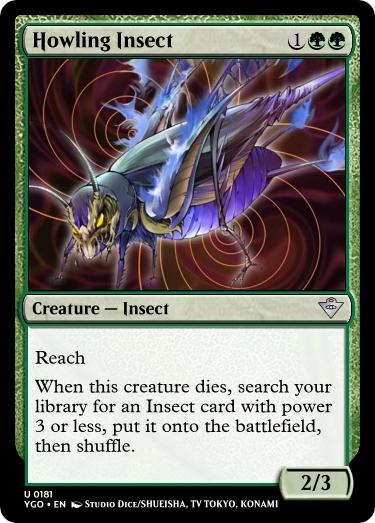 Howling Insect 1
Creature — Insect
Reach
When this creature dies, search your
library for an Insect card with power
3 or less, put it onto the battlefield,
then shuffle.
2/3
U 0181
YGO • EN Studio Dice/SHUEISHA, TV TOKYO, KONAMI